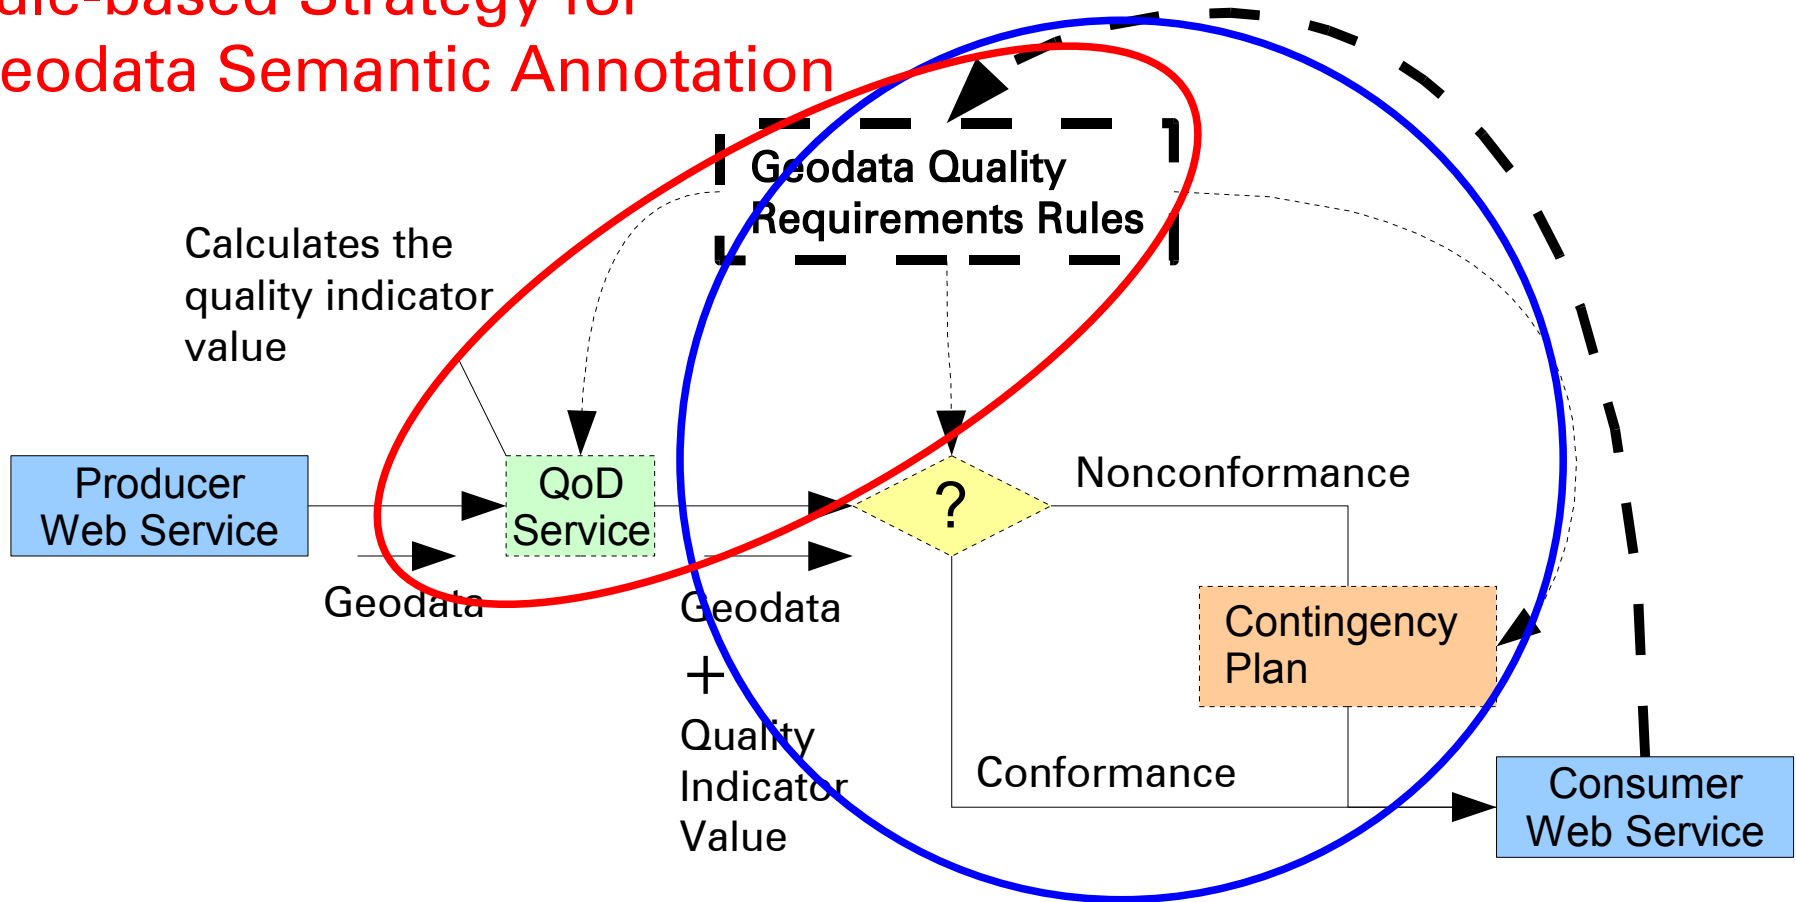 for
Semantic Annotation
Geodata Quality
Requirements Rules
Calculates the
quality indicator
value
Producer
Web Service
QoD
Service
?
Nonconformance
Geodata
Geodata
+
Quality
Indicator
Value
Contingency
Plan
Conformance
Consumer
Web Service